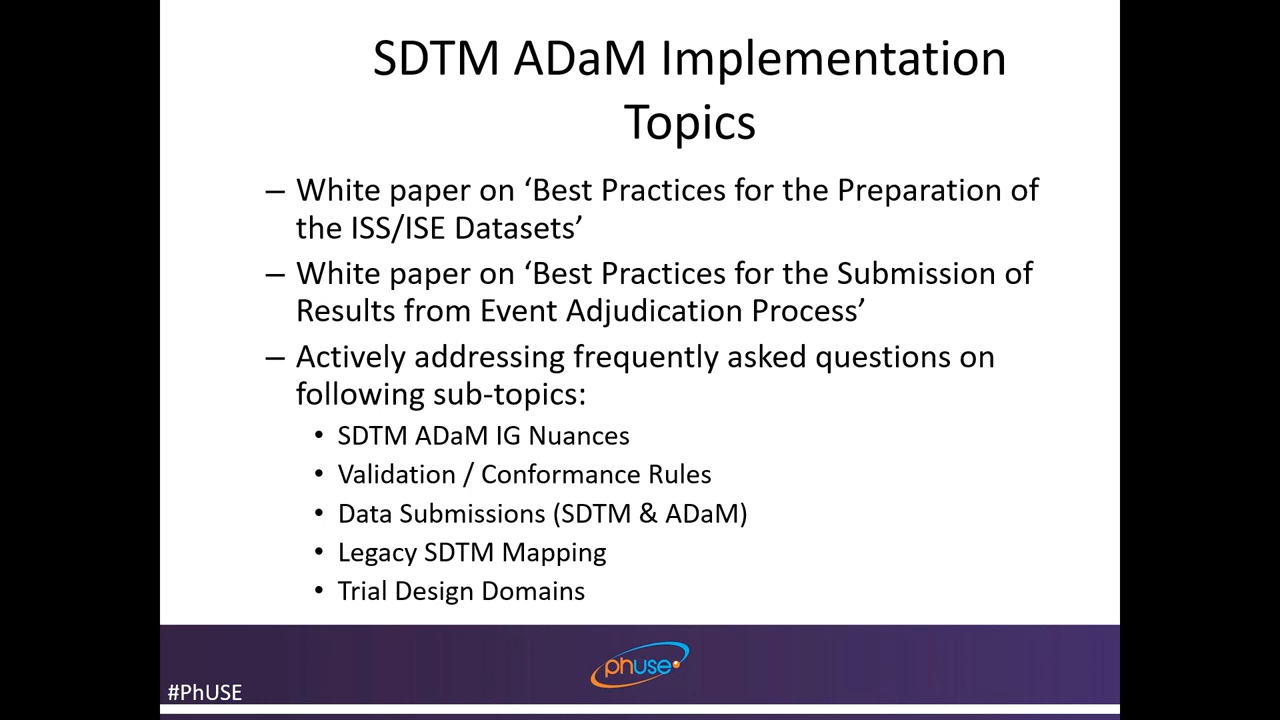 SDTM ADaM Implementation
Topics
– White paper on ‘Best Practices for the Preparation of
the ISS/ISE Datasets’
– White paper on ‘Best Practices for the Submission of
Results from Event Adjudication Process’
– Actively addressing frequently asked questions on
following sub-topics:
• SDTM ADaM IG Nuances
• Validation / Conformance Rules
• Data Submissions (SDTM & ADaM)
• Legacy SDTM Mapping
• Trial Design Domains
phuse
#PhUSE